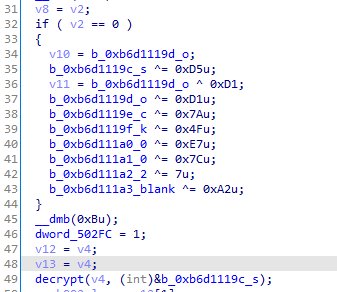 31 v8 = v2;
32 if ( v2 == 0 )
33 {
34 v10 = b_0xb6d1119d_o;
35 b_0xb6d1119c_s ^= 0xD5u;
36 v11 = b_0xb6d1119d_o ^ 0xD1;
37 b_0xb6d1119d_o ^= 0xD1u;
38 b_0xb6d1119e_c ^= 0x7Au;
39 b_0xb6d1119f_k ^= 0x4Fu;
40 b_0xb6d111a0_0 ^= 0xE7u;
41 b_0xb6d111a1_0 ^= 0x7Cu;
42 b_0xb6d111a2_2 ^= 7u;
43 b_0xb6d111a3_blank ^= 0xA2u;
44 }
45 __dmb(0xBu);
46 dword_502FC = 1;
47 v12 = v4;
48 v13 = v4;
49 decrypt(v4, (int)&b_0xb6d1119c_s);